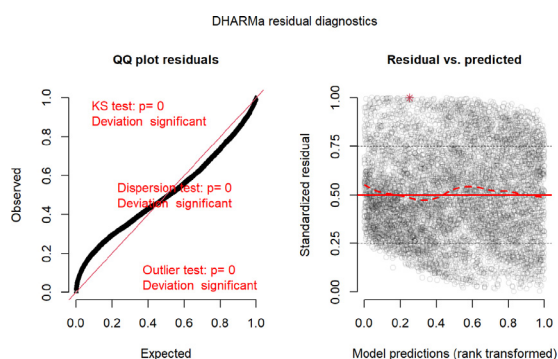 DHARMa residual diagnostics
QQ plot residuals
KS test: p= 0
Deviation significant
Dispersion test: p= 0
Deviation significant
Outlier test: p= 0
Deviation significant
Observed
0.0 0.2 0.4 0.6 0.8 1.0
0.0 0.2 0.4 0.6 0.8 1.0
Expected
Residual vs. predicted
Standardized residual
0.00 0.25 0.50 0.75 1.00
0.0 0.2 0.4 0.6 0.8 1.0
Model predictions (rank transformed)